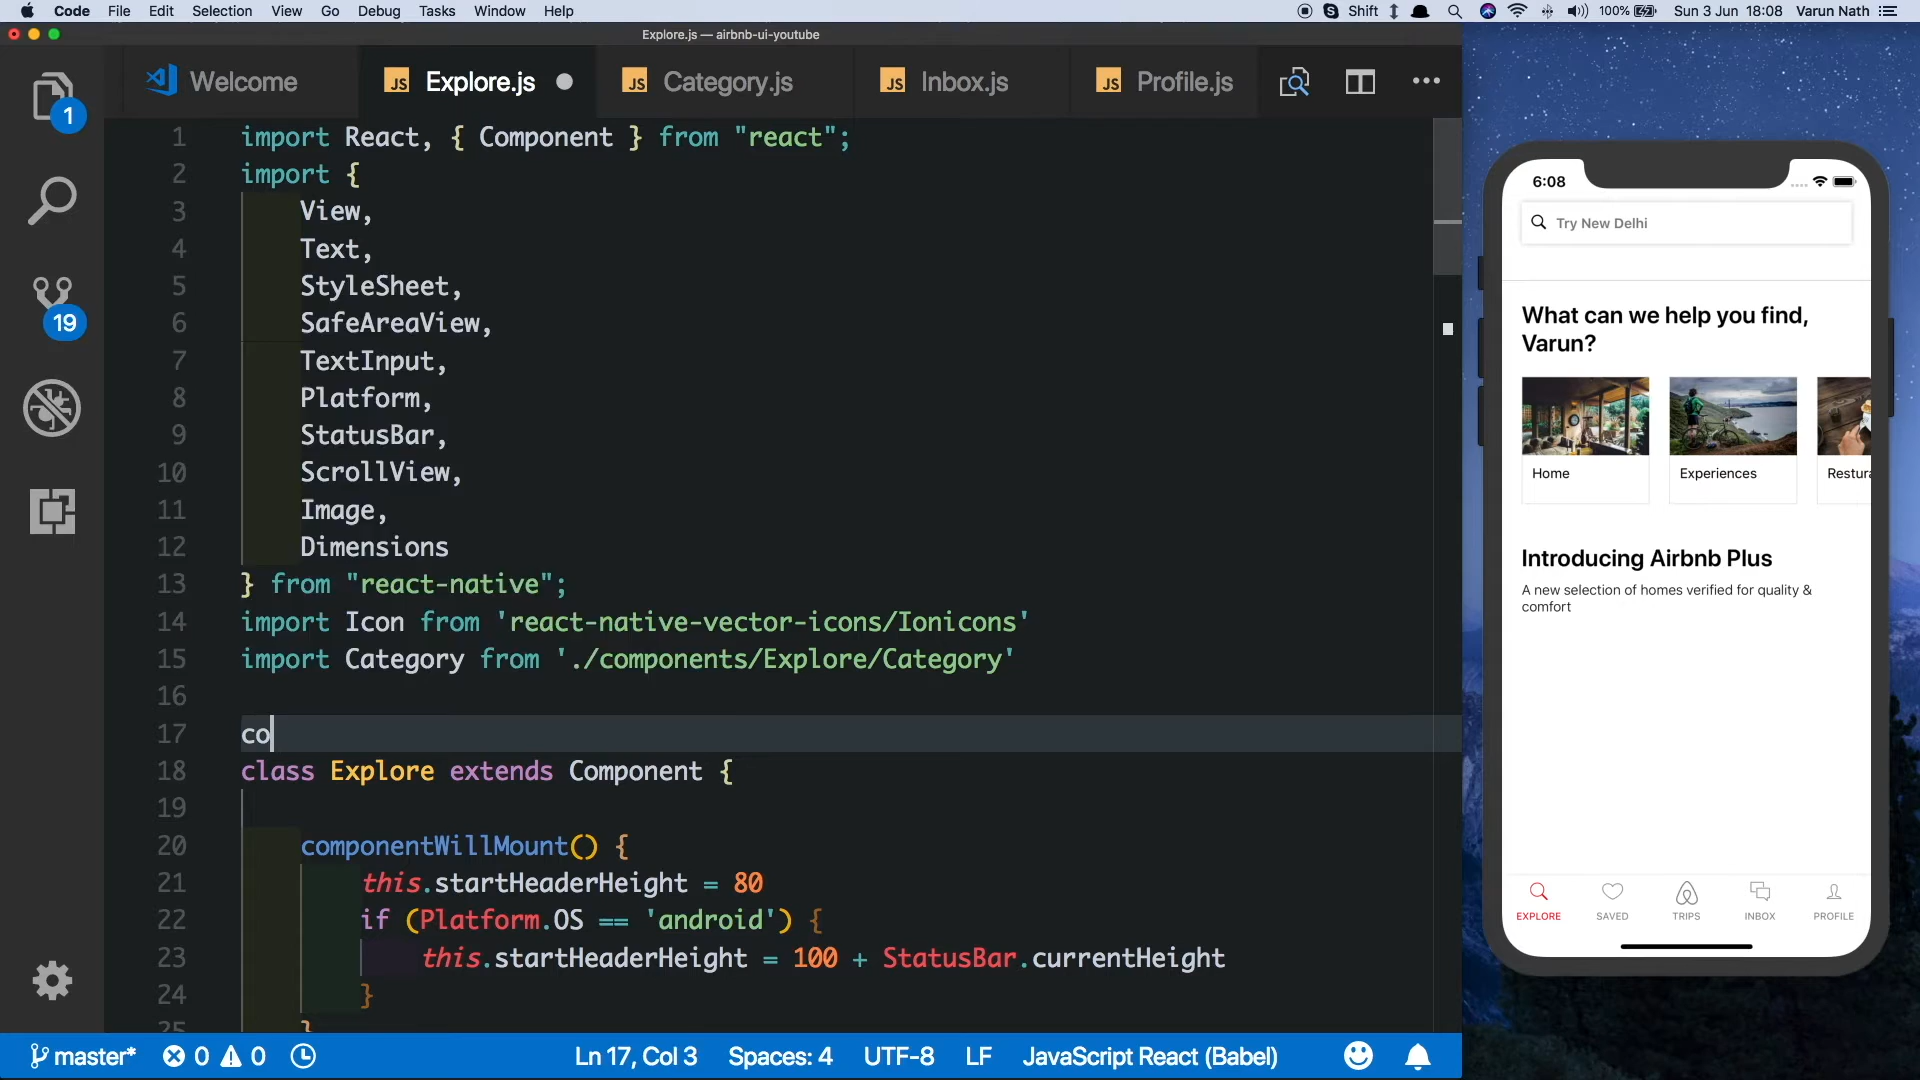 Code File Edit Selection View Go Debug Tasks Window Help Shift 100% Sun 3 Jun 18:08 Varun Nath
Explore.js — airbnb-ui-youtube
Welcome Explore.js Category.js Inbox.js Profile.js
1 import React, { Component } from "react";
2 import {
3 View,
4 Text,
5 StyleSheet,
6 SafeAreaView,
7 TextInput,
8 Platform,
9 StatusBar,
10 ScrollView,
11 Image,
12 Dimensions
13 } from "react-native";
14 import Icon from 'react-native-vector-icons/Ionicons'
15 import Category from './components/Explore/Category'
16
17 co
18 class Explore extends Component {
19
20 componentWillMount() {
21 this.startHeaderHeight = 80
22 if (Platform.OS == 'android') {
23 this.startHeaderHeight = 100 + StatusBar.currentHeight
24 }
25 }
1
19
master* 0 0 Ln 17, Col 3 Spaces: 4 UTF-8 LF JavaScript React (Babel)
6:08
Try New Delhi
What can we help you find,
Varun?
Home Experiences Restura
Introducing Airbnb Plus
A new selection of homes verified for quality &
comfort
EXPLORE SAVED TRIPS INBOX PROFILE